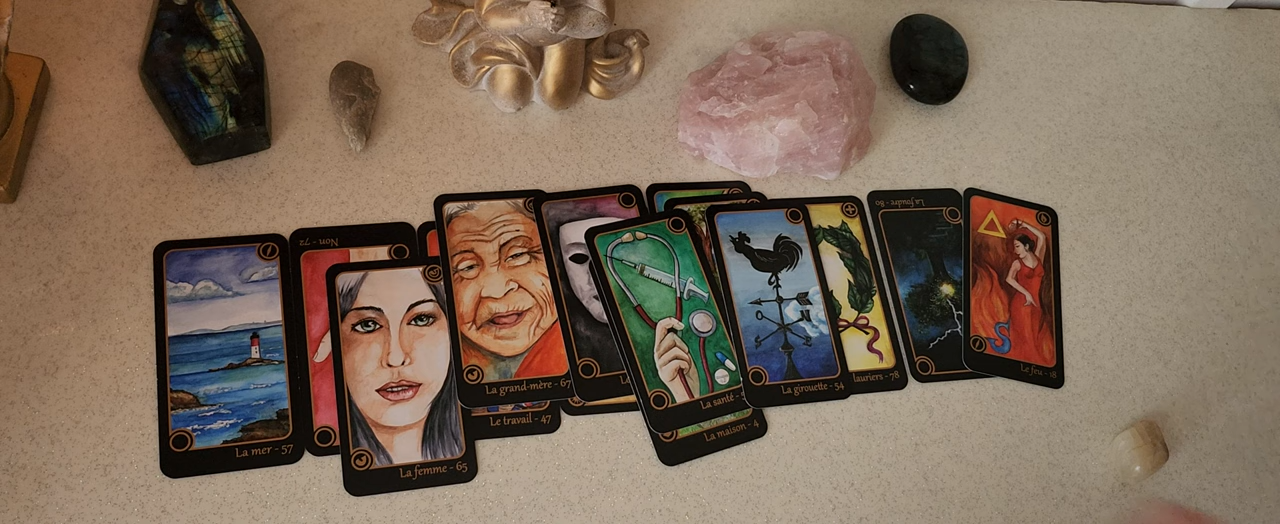 La mer - 57
Non - 72
La femme - 65
La grand-mère - 67
Le travail - 47
La santé -
La maison - 4
La girouette - 54
lauriers - 78
La foudre - 80
Le feu - 18